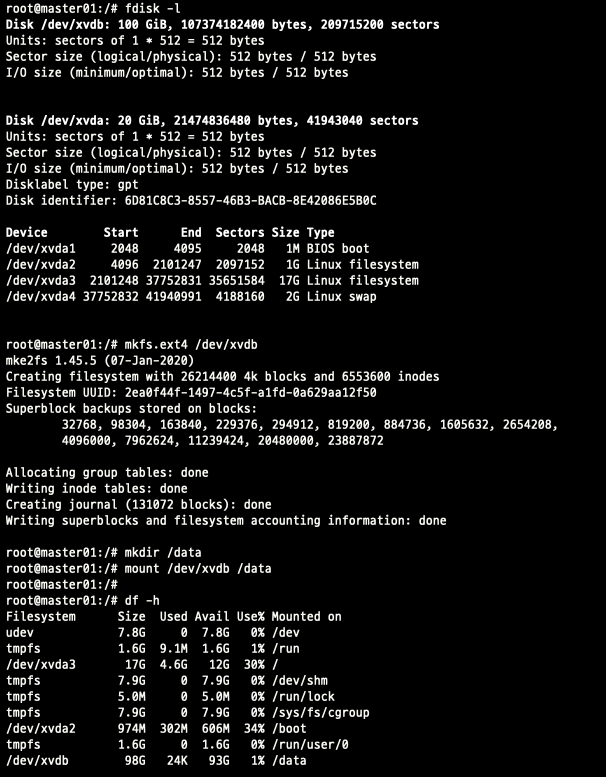 root@master01:/# fdisk -l
Disk /dev/xvdb: 100 GiB, 107374182400 bytes, 209715200 sectors
Units: sectors of 1 * 512 = 512 bytes
Sector size (logical/physical): 512 bytes / 512 bytes
I/O size (minimum/optimal): 512 bytes / 512 bytes
Disk /dev/xvda: 20 GiB, 21474836480 bytes, 41943040 sectors
Units: sectors of 1 * 512 = 512 bytes
Sector size (logical/physical): 512 bytes / 512 bytes
I/O size (minimum/optimal): 512 bytes / 512 bytes
Disklabel type: gpt
Disk identifier: 6D81C8C3-8557-46B3-BACB-8E42086E5B0C
Device Start End Sectors Size Type
/dev/xvda1 2048 4095 2048 1M BIOS boot
/dev/xvda2 4096 2101247 2097152 1G Linux filesystem
/dev/xvda3 2101248 37752831 35651584 17G Linux filesystem
/dev/xvda4 37752832 41940991 4188160 2G Linux swap
root@master01:/# mkfs.ext4 /dev/xvdb
mke2fs 1.45.5 (07-Jan-2020)
Creating filesystem with 26214400 4k blocks and 6553600 inodes
Filesystem UUID: 2ea0f44f-1497-4c5f-a1fd-0a629aa12f50
Superblock backups stored on blocks:
32768, 98304, 163840, 229376, 294912, 819200, 884736, 1605632, 2654208,
4096000, 7962624, 11239424, 20480000, 23887872
Allocating group tables: done
Writing inode tables: done
Creating journal (131072 blocks): done
Writing superblocks and filesystem accounting information: done
root@master01:/# mkdir /data
root@master01:/# mount /dev/xvdb /data
root@master01:/#
root@master01:/# df -h
Filesystem Size Used Avail Use% Mounted on
udev 7.8G 0 7.8G 0% /dev
tmpfs 1.6G 9.1M 1.6G 1% /run
/dev/xvda3 17G 4.6G 12G 30% /
tmpfs 7.9G 0 7.9G 0% /dev/shm
tmpfs 5.0M 0 5.0M 0% /run/lock
tmpfs 7.9G 0 7.9G 0% /sys/fs/cgroup
/dev/xvda2 974M 302M 606M 34% /boot
tmpfs 1.6G 0 1.6G 0% /run/user/0
/dev/xvdb 98G 24K 93G 1% /data